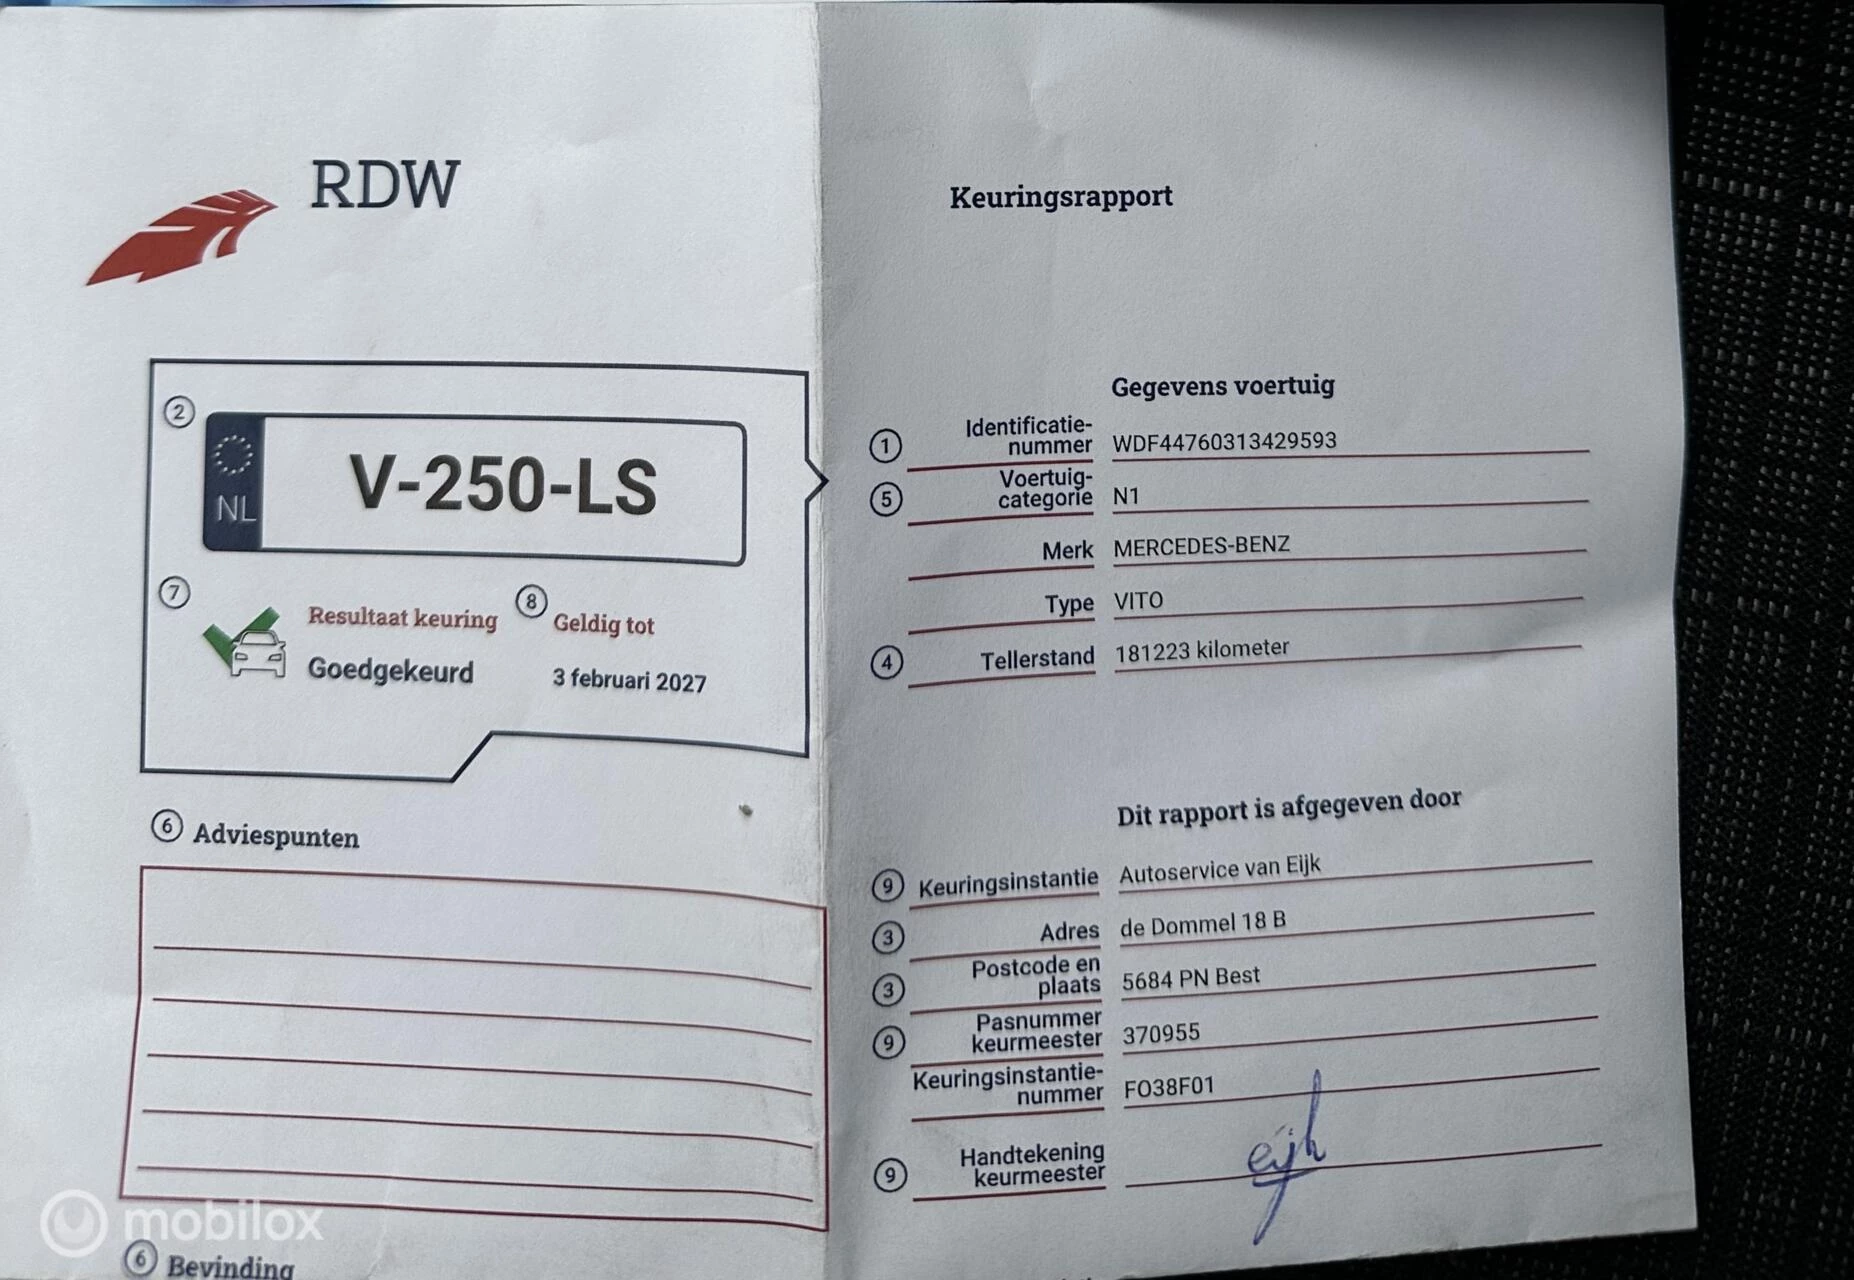 RDW
2
NL
V-250-LS
7 Resultaat keuring
Goedgekeurd
8 Geldig tot
3 februari 2027
6 Adviespunten
6 Bevinding
Keuringsrapport
Gegevens voertuig
1 Identificatie-
nummer WDF44760313429593
5 Voertuig-
categorie N1
Merk MERCEDES-BENZ
Type VITO
4 Tellerstand 181223 kilometer
Dit rapport is afgegeven door
9 Keuringsinstantie Autoservice van Eijk
3 Adres de Dommel 18 B
3 Postcode en
plaats 5684 PN Best
9 Pasnummer
keurmeester 370955
Keuringsinstantie-
nummer FO38F01
9 Handtekening
keurmeester eijk
mobilox